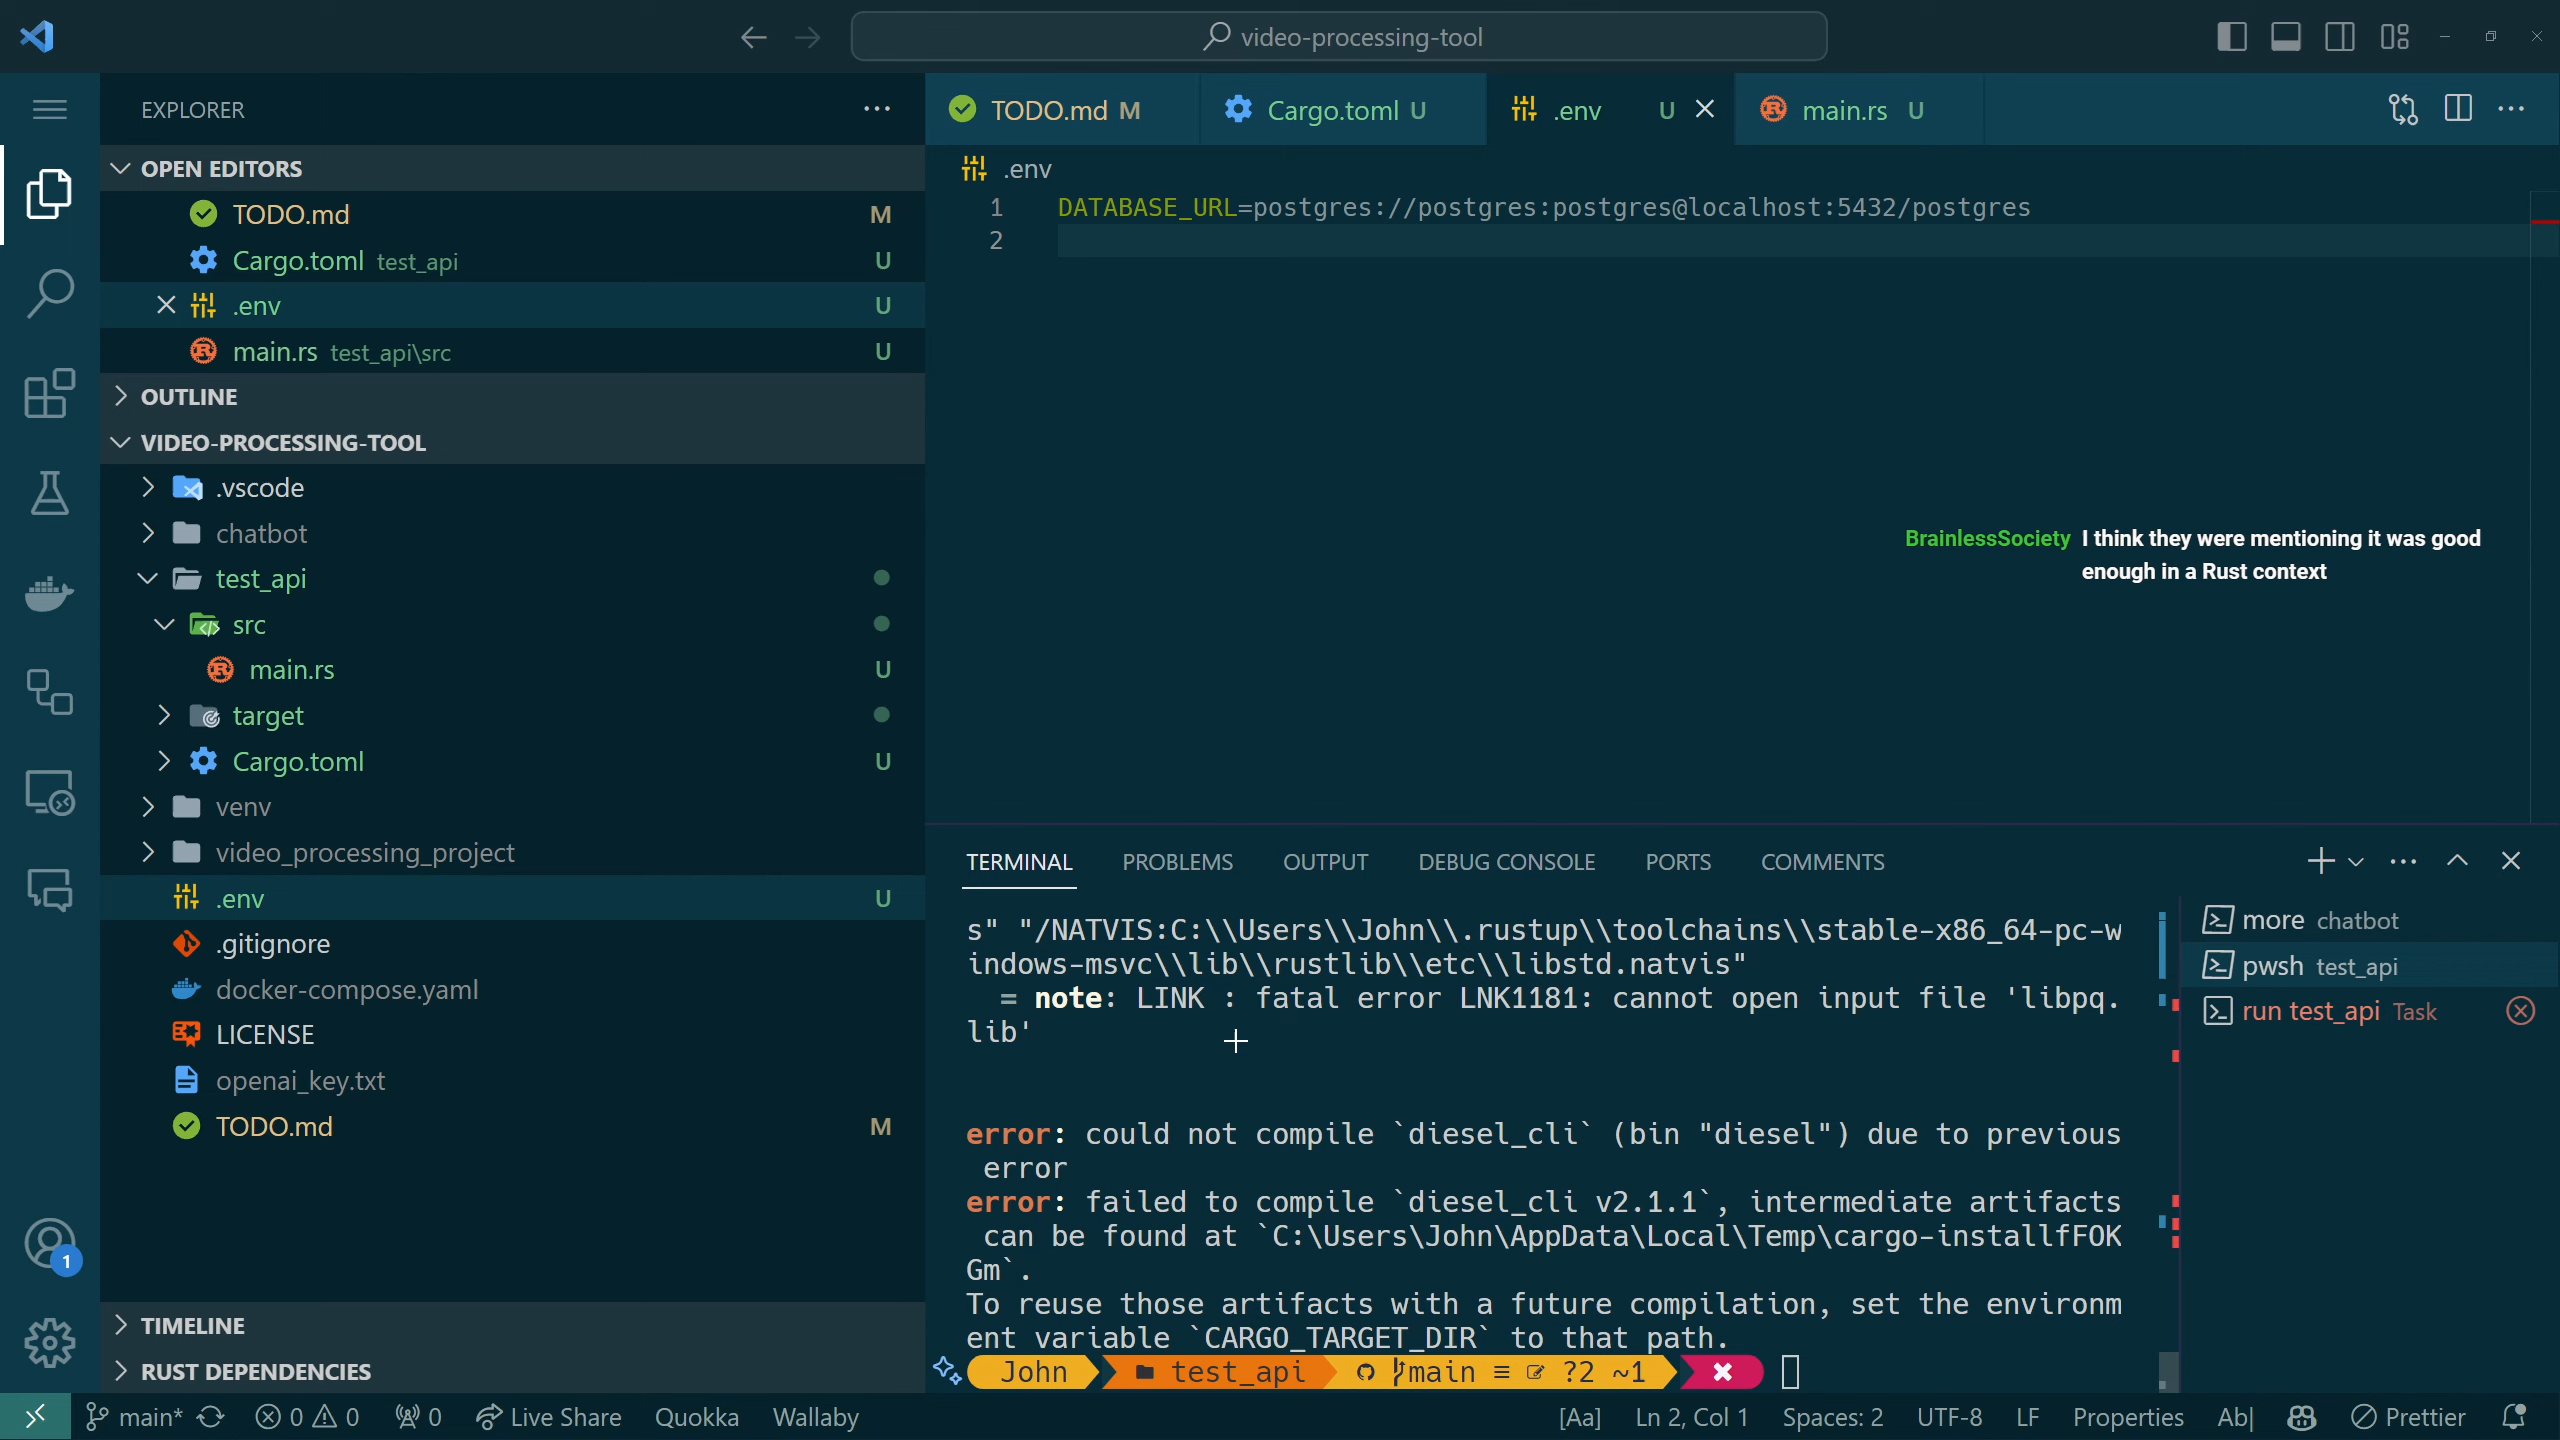 video-processing-tool
EXPLORER
OPEN EDITORS
TODO.md M
Cargo.toml test_api U
.env U
main.rs test_api\src U
OUTLINE
VIDEO-PROCESSING-TOOL
.vscode
chatbot
test_api
src
main.rs U
target
Cargo.toml U
venv
video_processing_project
.env U
.gitignore
docker-compose.yaml
LICENSE
openai_key.txt
TODO.md M
TIMELINE
RUST DEPENDENCIES
1
TODO.md M
Cargo.toml U
.env U
main.rs U
.env
1 DATABASE_URL=postgres://postgres:postgres@localhost:5432/postgres
2
BrainlessSociety I think they were mentioning it was good
enough in a Rust context
TERMINAL PROBLEMS OUTPUT DEBUG CONSOLE PORTS COMMENTS
s" "/NATVIS:C:\\Users\\John\\.rustup\\toolchains\\stable-x86_64-pc-w
indows-msvc\\lib\\rustlib\\etc\\libstd.natvis"
= note: LINK : fatal error LNK1181: cannot open input file 'libpq.
lib'
error: could not compile `diesel_cli` (bin "diesel") due to previous
error
error: failed to compile `diesel_cli v2.1.1`, intermediate artifacts
can be found at `C:\Users\John\AppData\Local\Temp\cargo-installfFOK
Gm`.
To reuse those artifacts with a future compilation, set the environm
ent variable `CARGO_TARGET_DIR` to that path.
John test_api main ≡ ?2 ~1 ✖
more chatbot
pwsh test_api
run test_api Task
main* 0 0 0 Live Share Quokka Wallaby
[Aa] Ln 2, Col 1 Spaces: 2 UTF-8 LF Properties Ab| Prettier